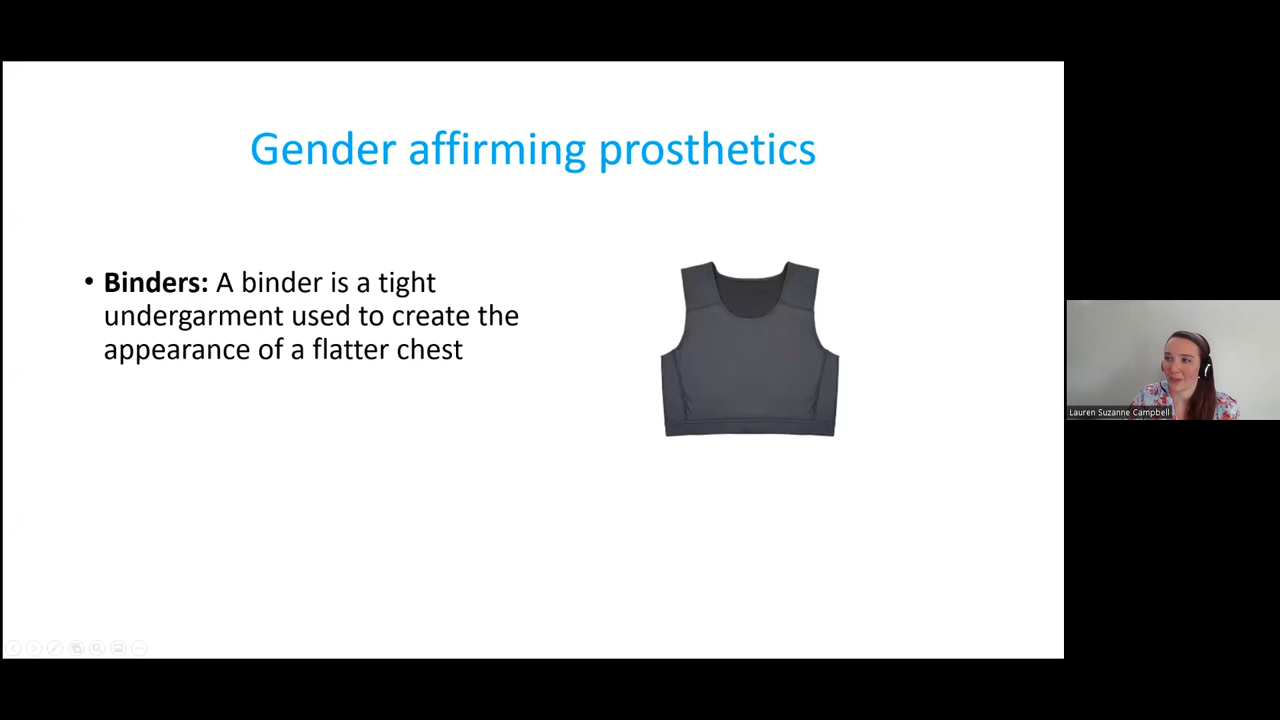 Gender affirming prosthetics
• Binders: A binder is a tight
undergarment used to create the
appearance of a flatter chest
Lauren Suzanne Campbell